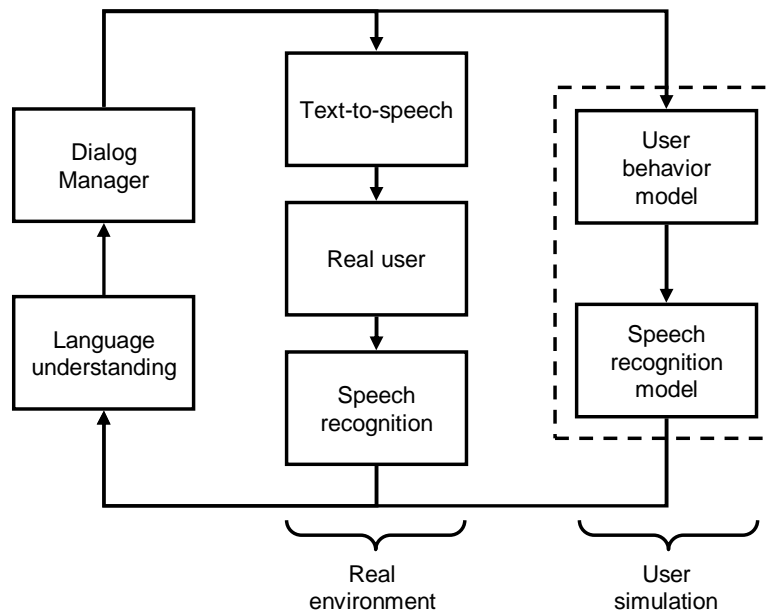 Dialog
Manager
Language
understanding
Text-to-speech
Real user
Speech
recognition
User
behavior
model
Speech
recognition
model
Real
environment
User
simulation